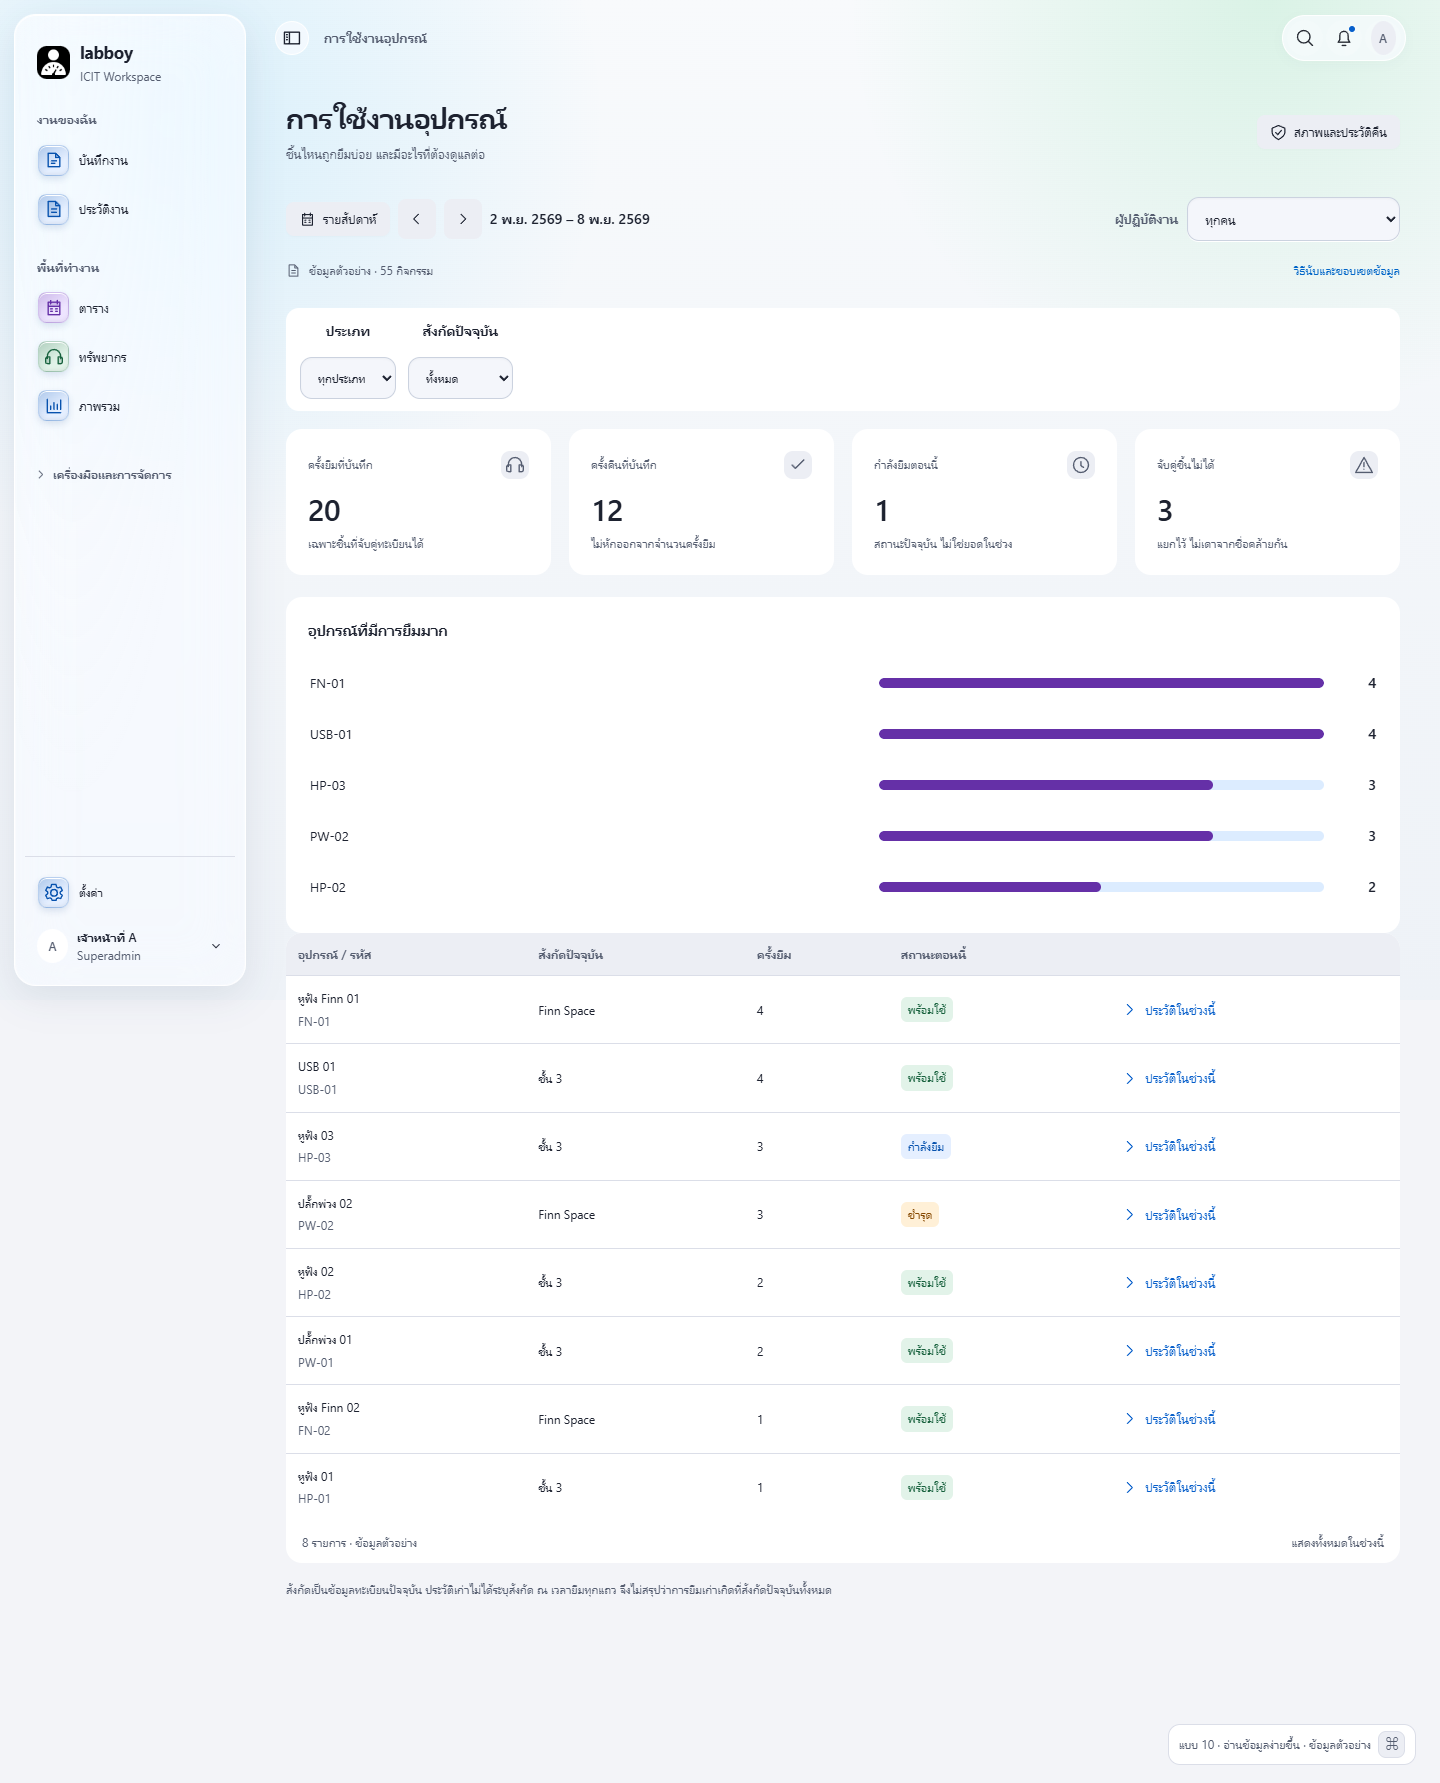 labboy
ICIT Workspace
งานของฉัน
บันทึกงาน
ประวัติงาน
พื้นที่ทำงาน
ตาราง
ทรัพยากร
ภาพรวม
เครื่องมือและการจัดการ
ตั้งค่า
A
เจ้าหน้าที่ A
Superadmin
การใช้งานอุปกรณ์
A
การใช้งานอุปกรณ์
ชิ้นไหนถูกยืมบ่อย และมีอะไรที่ต้องดูแลต่อ
สภาพและประวัติคืน
รายสัปดาห์
2 พ.ย. 2569 – 8 พ.ย. 2569
ผู้ปฏิบัติงาน
ทุกคน
ข้อมูลตัวอย่าง · 55 กิจกรรม
วิธีนับและขอบเขตข้อมูล
ประเภท
สังกัดปัจจุบัน
ทุกประเภท
ทั้งหมด
ครั้งยืมที่บันทึก
20
เฉพาะชิ้นที่จับคู่ทะเบียนได้
ครั้งคืนที่บันทึก
12
ไม่หักออกจากจำนวนครั้งยืม
กำลังยืมตอนนี้
1
สถานะปัจจุบัน ไม่ใช่ยอดในช่วง
จับคู่ชิ้นไม่ได้
3
แยกไว้ ไม่เดาจากชื่อคล้ายกัน
อุปกรณ์ที่มีการยืมมาก
FN-01 4
USB-01 4
HP-03 3
PW-02 3
HP-02 2
อุปกรณ์ / รหัส สังกัดปัจจุบัน ครั้งยืม สถานะตอนนี้
หูฟัง Finn 01
FN-01
Finn Space 4 พร้อมใช้ ประวัติในช่วงนี้
USB 01
USB-01
ชั้น 3 4 พร้อมใช้ ประวัติในช่วงนี้
หูฟัง 03
HP-03
ชั้น 3 3 กำลังยืม ประวัติในช่วงนี้
ปลั๊กพ่วง 02
PW-02
Finn Space 3 ชำรุด ประวัติในช่วงนี้
หูฟัง 02
HP-02
ชั้น 3 2 พร้อมใช้ ประวัติในช่วงนี้
ปลั๊กพ่วง 01
PW-01
ชั้น 3 2 พร้อมใช้ ประวัติในช่วงนี้
หูฟัง Finn 02
FN-02
Finn Space 1 พร้อมใช้ ประวัติในช่วงนี้
หูฟัง 01
HP-01
ชั้น 3 1 พร้อมใช้ ประวัติในช่วงนี้
8 รายการ · ข้อมูลตัวอย่าง
แสดงทั้งหมดในช่วงนี้
สังกัดเป็นข้อมูลทะเบียนปัจจุบัน ประวัติเก่าไม่ได้ระบุสังกัด ณ เวลายืมทุกแถว จึงไม่สรุปว่าการยืมเก่าเกิดที่สังกัดปัจจุบันทั้งหมด
แบบ 10 · อ่านข้อมูลง่ายขึ้น · ข้อมูลตัวอย่าง ⌘